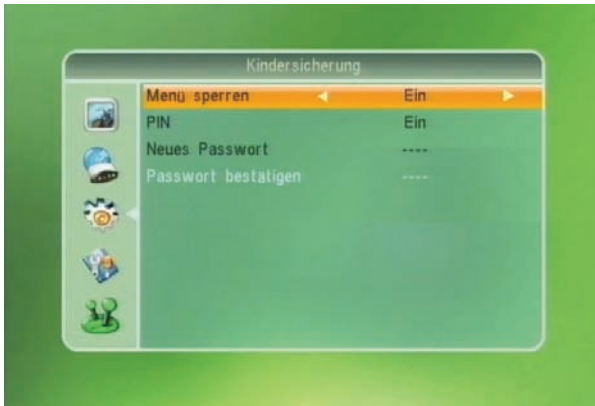 Kindersicherung
Menü sperren Ein
PIN Ein
Neues Passwort ----
Passwort bestatigen ----